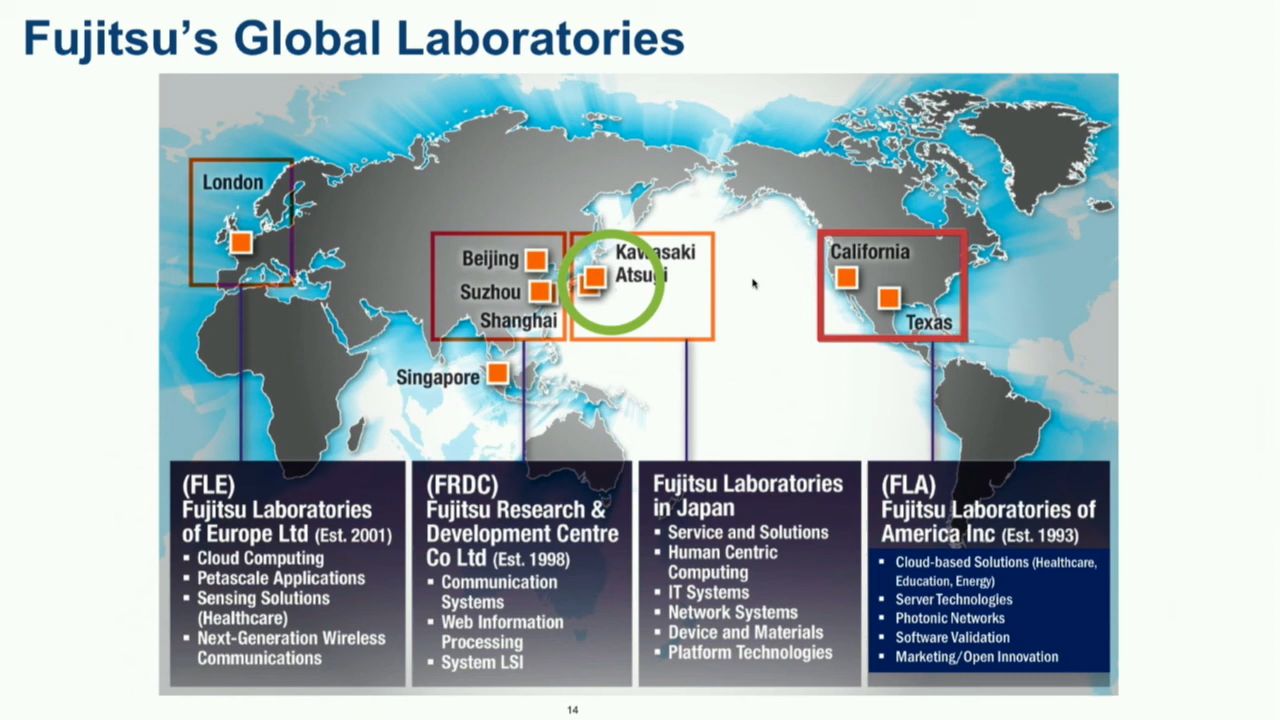 Fujitsu's Global Laboratories
London
Beijing
Suzhou
Shanghai
Singapore
Kawasaki
Atsugi
California
Texas
(FLE)
Fujitsu Laboratories
of Europe Ltd (Est. 2001)
▪ Cloud Computing
▪ Petascale Applications
▪ Sensing Solutions
(Healthcare)
▪ Next-Generation Wireless
Communications
(FRDC)
Fujitsu Research &
Development Centre
Co Ltd (Est. 1998)
▪ Communication
Systems
▪ Web Information
Processing
▪ System LSI
Fujitsu Laboratories
in Japan
▪ Service and Solutions
▪ Human Centric
Computing
▪ IT Systems
▪ Network Systems
▪ Device and Materials
▪ Platform Technologies
(FLA)
Fujitsu Laboratories of
America Inc (Est. 1993)
▪ Cloud-based Solutions (Healthcare,
Education, Energy)
▪ Server Technologies
▪ Photonic Networks
▪ Software Validation
▪ Marketing/Open Innovation
14